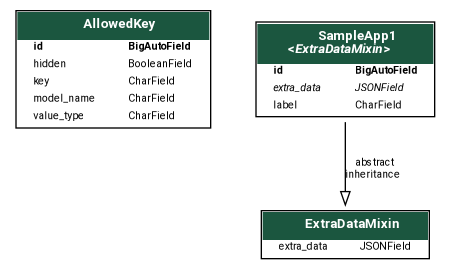 AllowedKey
id BigAutoField
hidden BooleanField
key CharField
model_name CharField
value_type CharField
SampleApp1
<ExtraDataMixin>
id BigAutoField
extra_data JSONField
label CharField
abstract
inheritance
ExtraDataMixin
extra_data JSONField